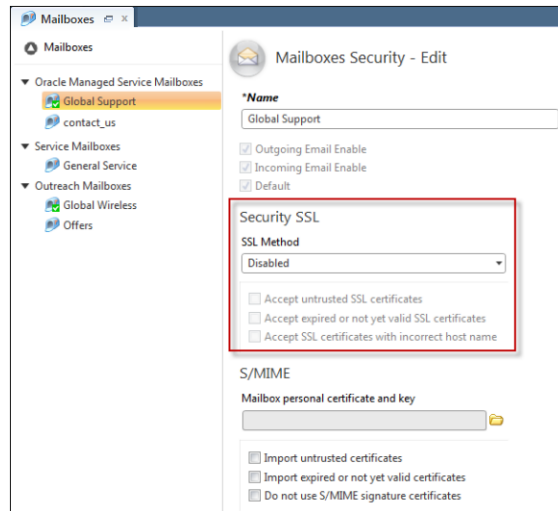 Mailboxes
Mailboxes
Oracle Managed Service Mailboxes
Global Support
contact_us
Service Mailboxes
General Service
Outreach Mailboxes
Global Wireless
Offers
Mailboxes Security - Edit
*Name
Global Support
Outgoing Email Enable
Incoming Email Enable
Default
Security SSL
SSL Method
Disabled
Accept untrusted SSL certificates
Accept expired or not yet valid SSL certificates
Accept SSL certificates with incorrect host name
S/MIME
Mailbox personal certificate and key
Import untrusted certificates
Import expired or not yet valid certificates
Do not use S/MIME signature certificates